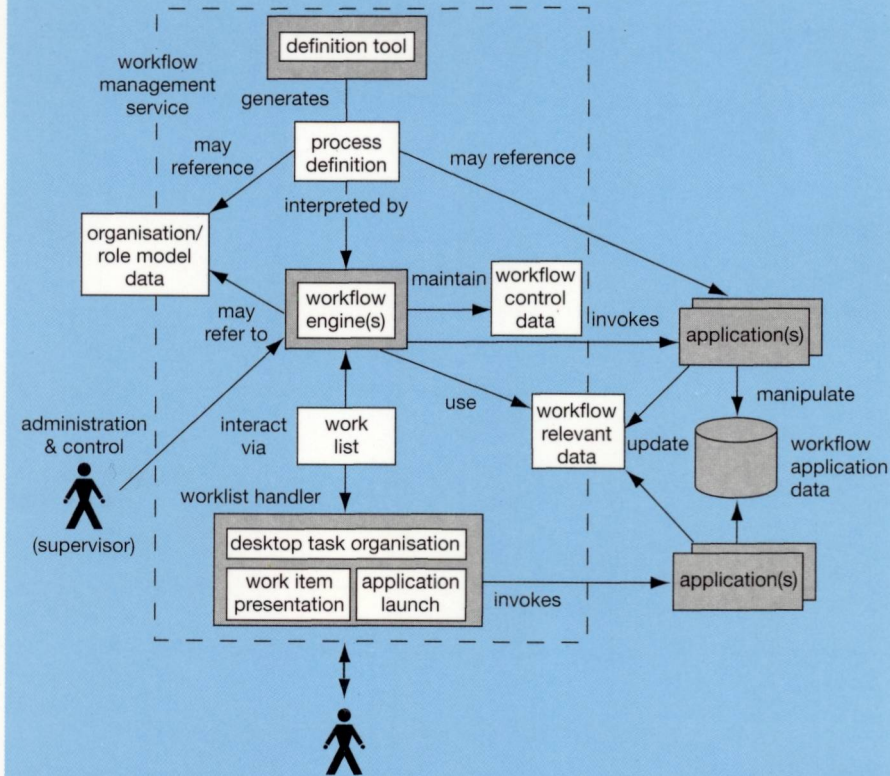 definition tool
workflow
management
service
generates
may
reference
process
definition
may reference
interpreted by
organisation/
role model
data
maintain
workflow
control
data
workflow
engine(s)
may
refer to
invokes
application(s)
administration
& control
interact
via
work
list
use
workflow
relevant
data
update
manipulate
workflow
application
data
worklist handler
(supervisor)
desktop task organisation
work item
presentation
application
launch
invokes
application(s)